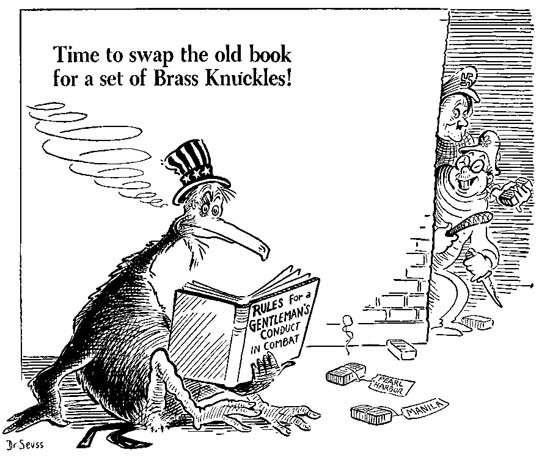 Time to swap the old book
for a set of Brass Knuckles!
RULES for a
GENTLEMAN'S
CONDUCT
IN COMBAT
PEARL
HARBOR
MANILA
Dr. Seuss